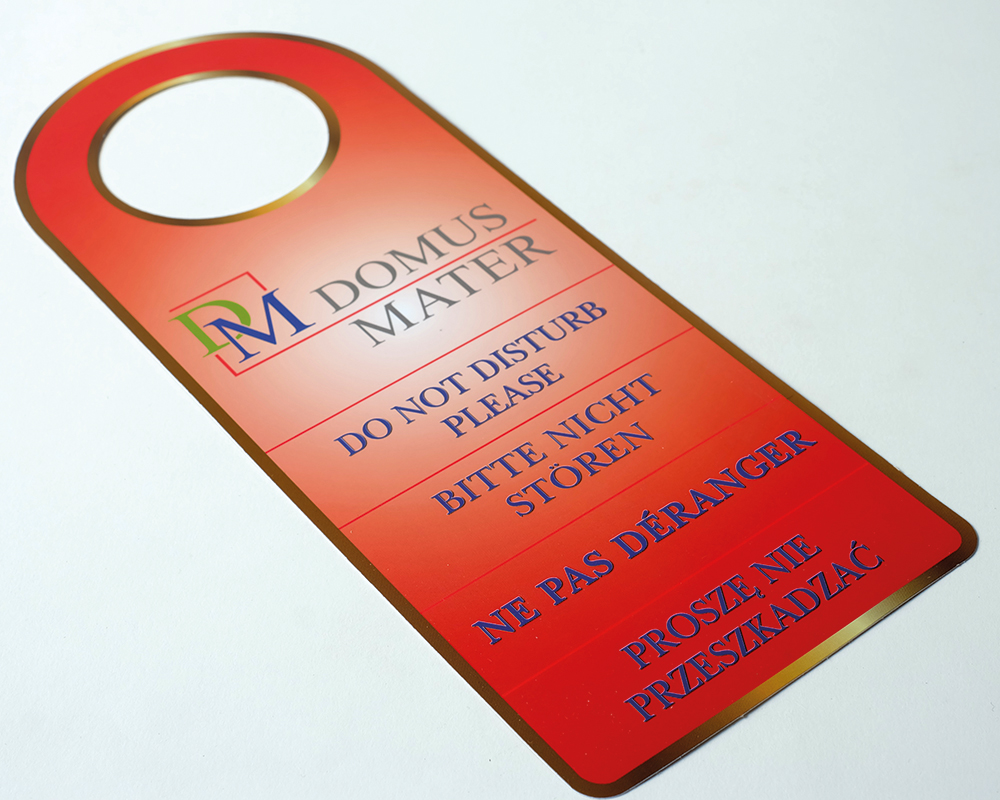 DM DOMUS
MATER
DO NOT DISTURB
PLEASE
BITTE NICHT
STÖREN
NE PAS DÉRANGER
PROSZĘ NIE
PRZESZKADZAĆ